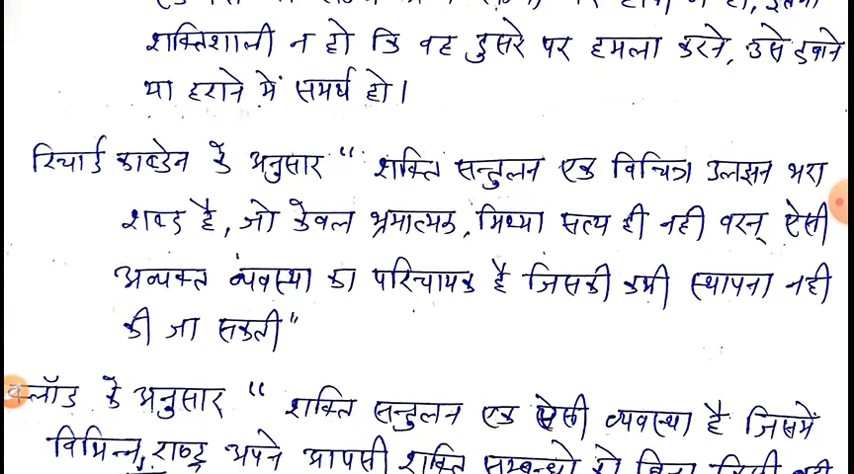 शक्तिशाली न हो कि वह दुसरे पर हमला करने, उसे दबाने
या हराने में समर्थ हो।
रिचार्ड काब्डेन के अनुसार " शक्ति सन्तुलन एक विचित्र उलझन भरा
शब्द है, जो केवल भ्रमात्मक, मिथ्या सत्य ही नही वरन् ऐसी
अव्यक्त व्यवस्था का परिचायक है जिसकी कभी स्थापना नही
की जा सकती"
क्लॉड के अनुसार " शक्ति सन्तुलन एक ऐसी व्यवस्था है जिसमें
विभिन्न राष्ट्र अपने आपसी शक्ति सम्बन्धो को बिना किसी बड़ी